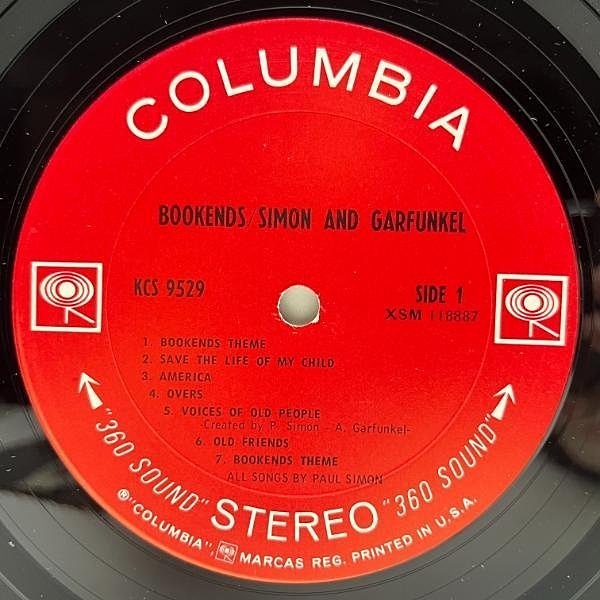 COLUMBIA
BOOKENDS/SIMON AND GARFUNKEL
KCS 9529
SIDE 1
XSM 118887
1. BOOKENDS THEME
2. SAVE THE LIFE OF MY CHILD
3. AMERICA
4. OVERS
5. VOICES OF OLD PEOPLE
-Created by P. Simon - A. Garfunkel-
6. OLD FRIENDS
7. BOOKENDS THEME
ALL SONGS BY PAUL SIMON
"360 SOUND" STEREO "360 SOUND"
® "COLUMBIA", MARCAS REG. PRINTED IN U.S.A.